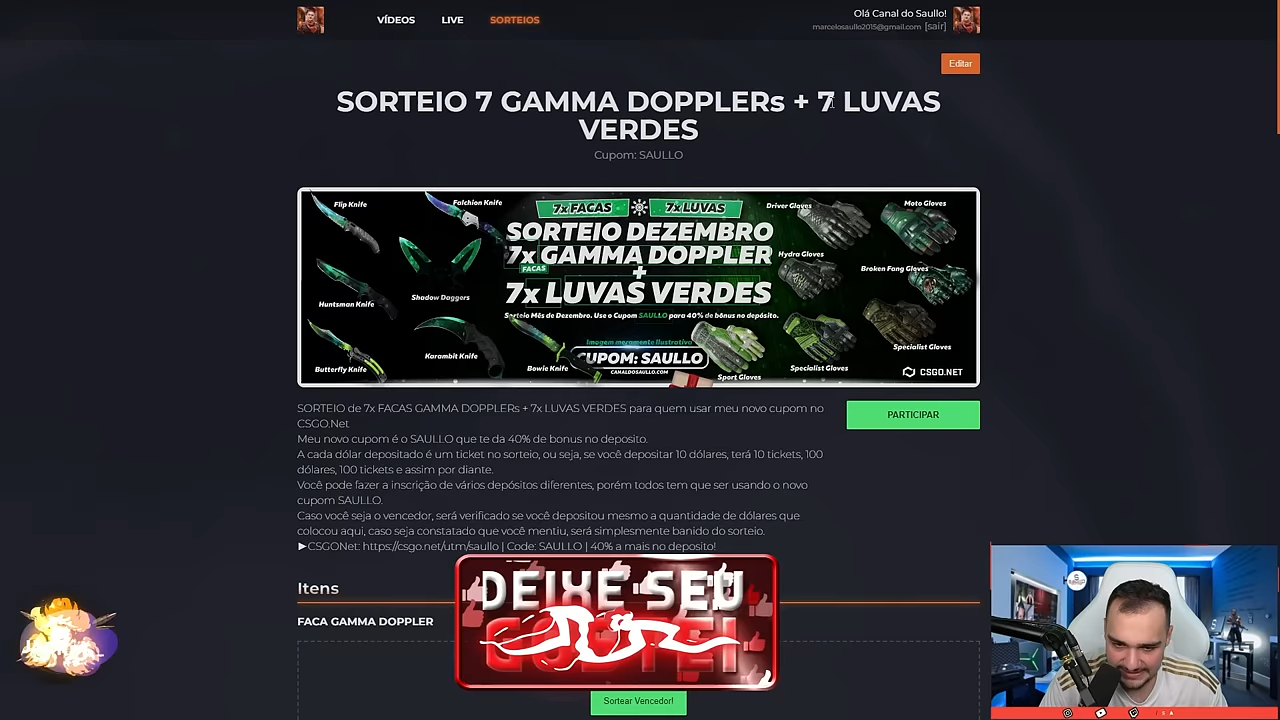 VÍDEOS LIVE SORTEIOS
Olá Canal do Saullo!
marcelosaullo2015@gmail.com [sair]
Editar
SORTEIO 7 GAMMA DOPPLERs + 7 LUVAS
VERDES
Cupom: SAULLO
Flip Knife
Falchion Knife
7x FACAS
7x LUVAS
Driver Gloves
Moto Gloves
SORTEIO DEZEMBRO
7x GAMMA DOPPLER
FACAS
+
7x LUVAS VERDES
Hydra Gloves
Broken Fang Gloves
Huntsman Knife
Shadow Daggers
Sorteio Mês de Dezembro. Use o Cupom SAULLO para 40% de bônus no depósito.
Imagem meramente Ilustrativa
CUPOM: SAULLO
CANALDOSAULLO.COM
Butterfly Knife
Karambit Knife
Bowie Knife
Sport Gloves
Specialist Gloves
Specialist Gloves
CSGO.NET
SORTEIO de 7x FACAS GAMMA DOPPLERs + 7x LUVAS VERDES para quem usar meu novo cupom no
CSGO.Net
Meu novo cupom é o SAULLO que te da 40% de bonus no deposito.
A cada dólar depositado é um ticket no sorteio, ou seja, se você depositar 10 dólares, terá 10 tickets, 100
dólares, 100 tickets e assim por diante.
Você pode fazer a inscrição de vários depósitos diferentes, porém todos tem que ser usando o novo
cupom SAULLO.
Caso você seja o vencedor, será verificado se você depositou mesmo a quantidade de dólares que
colocou aqui, caso seja constatado que você mentiu, será simplesmente banido do sorteio.
►CSGONet: https://csgo.net/utm/saullo | Code: SAULLO | 40% a mais no deposito!
PARTICIPAR
Itens
FACA GAMMA DOPPLER
DEIXE SEU
GOSTEI
Sortear Vencedor!